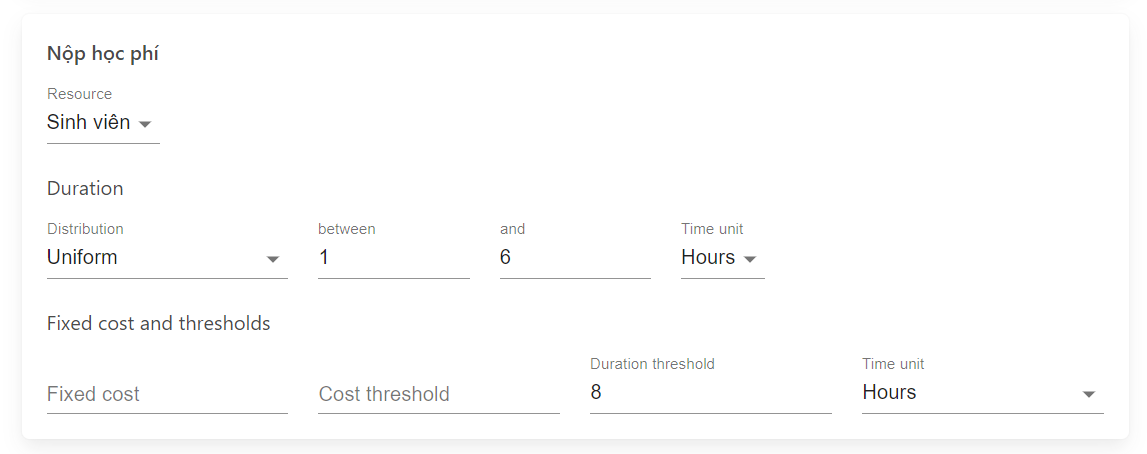 Nộp học phí
Resource
Sinh viên
Duration
Distribution between and Time unit
Uniform 1 6 Hours
Fixed cost and thresholds
Duration threshold Time unit
Fixed cost Cost threshold 8 Hours